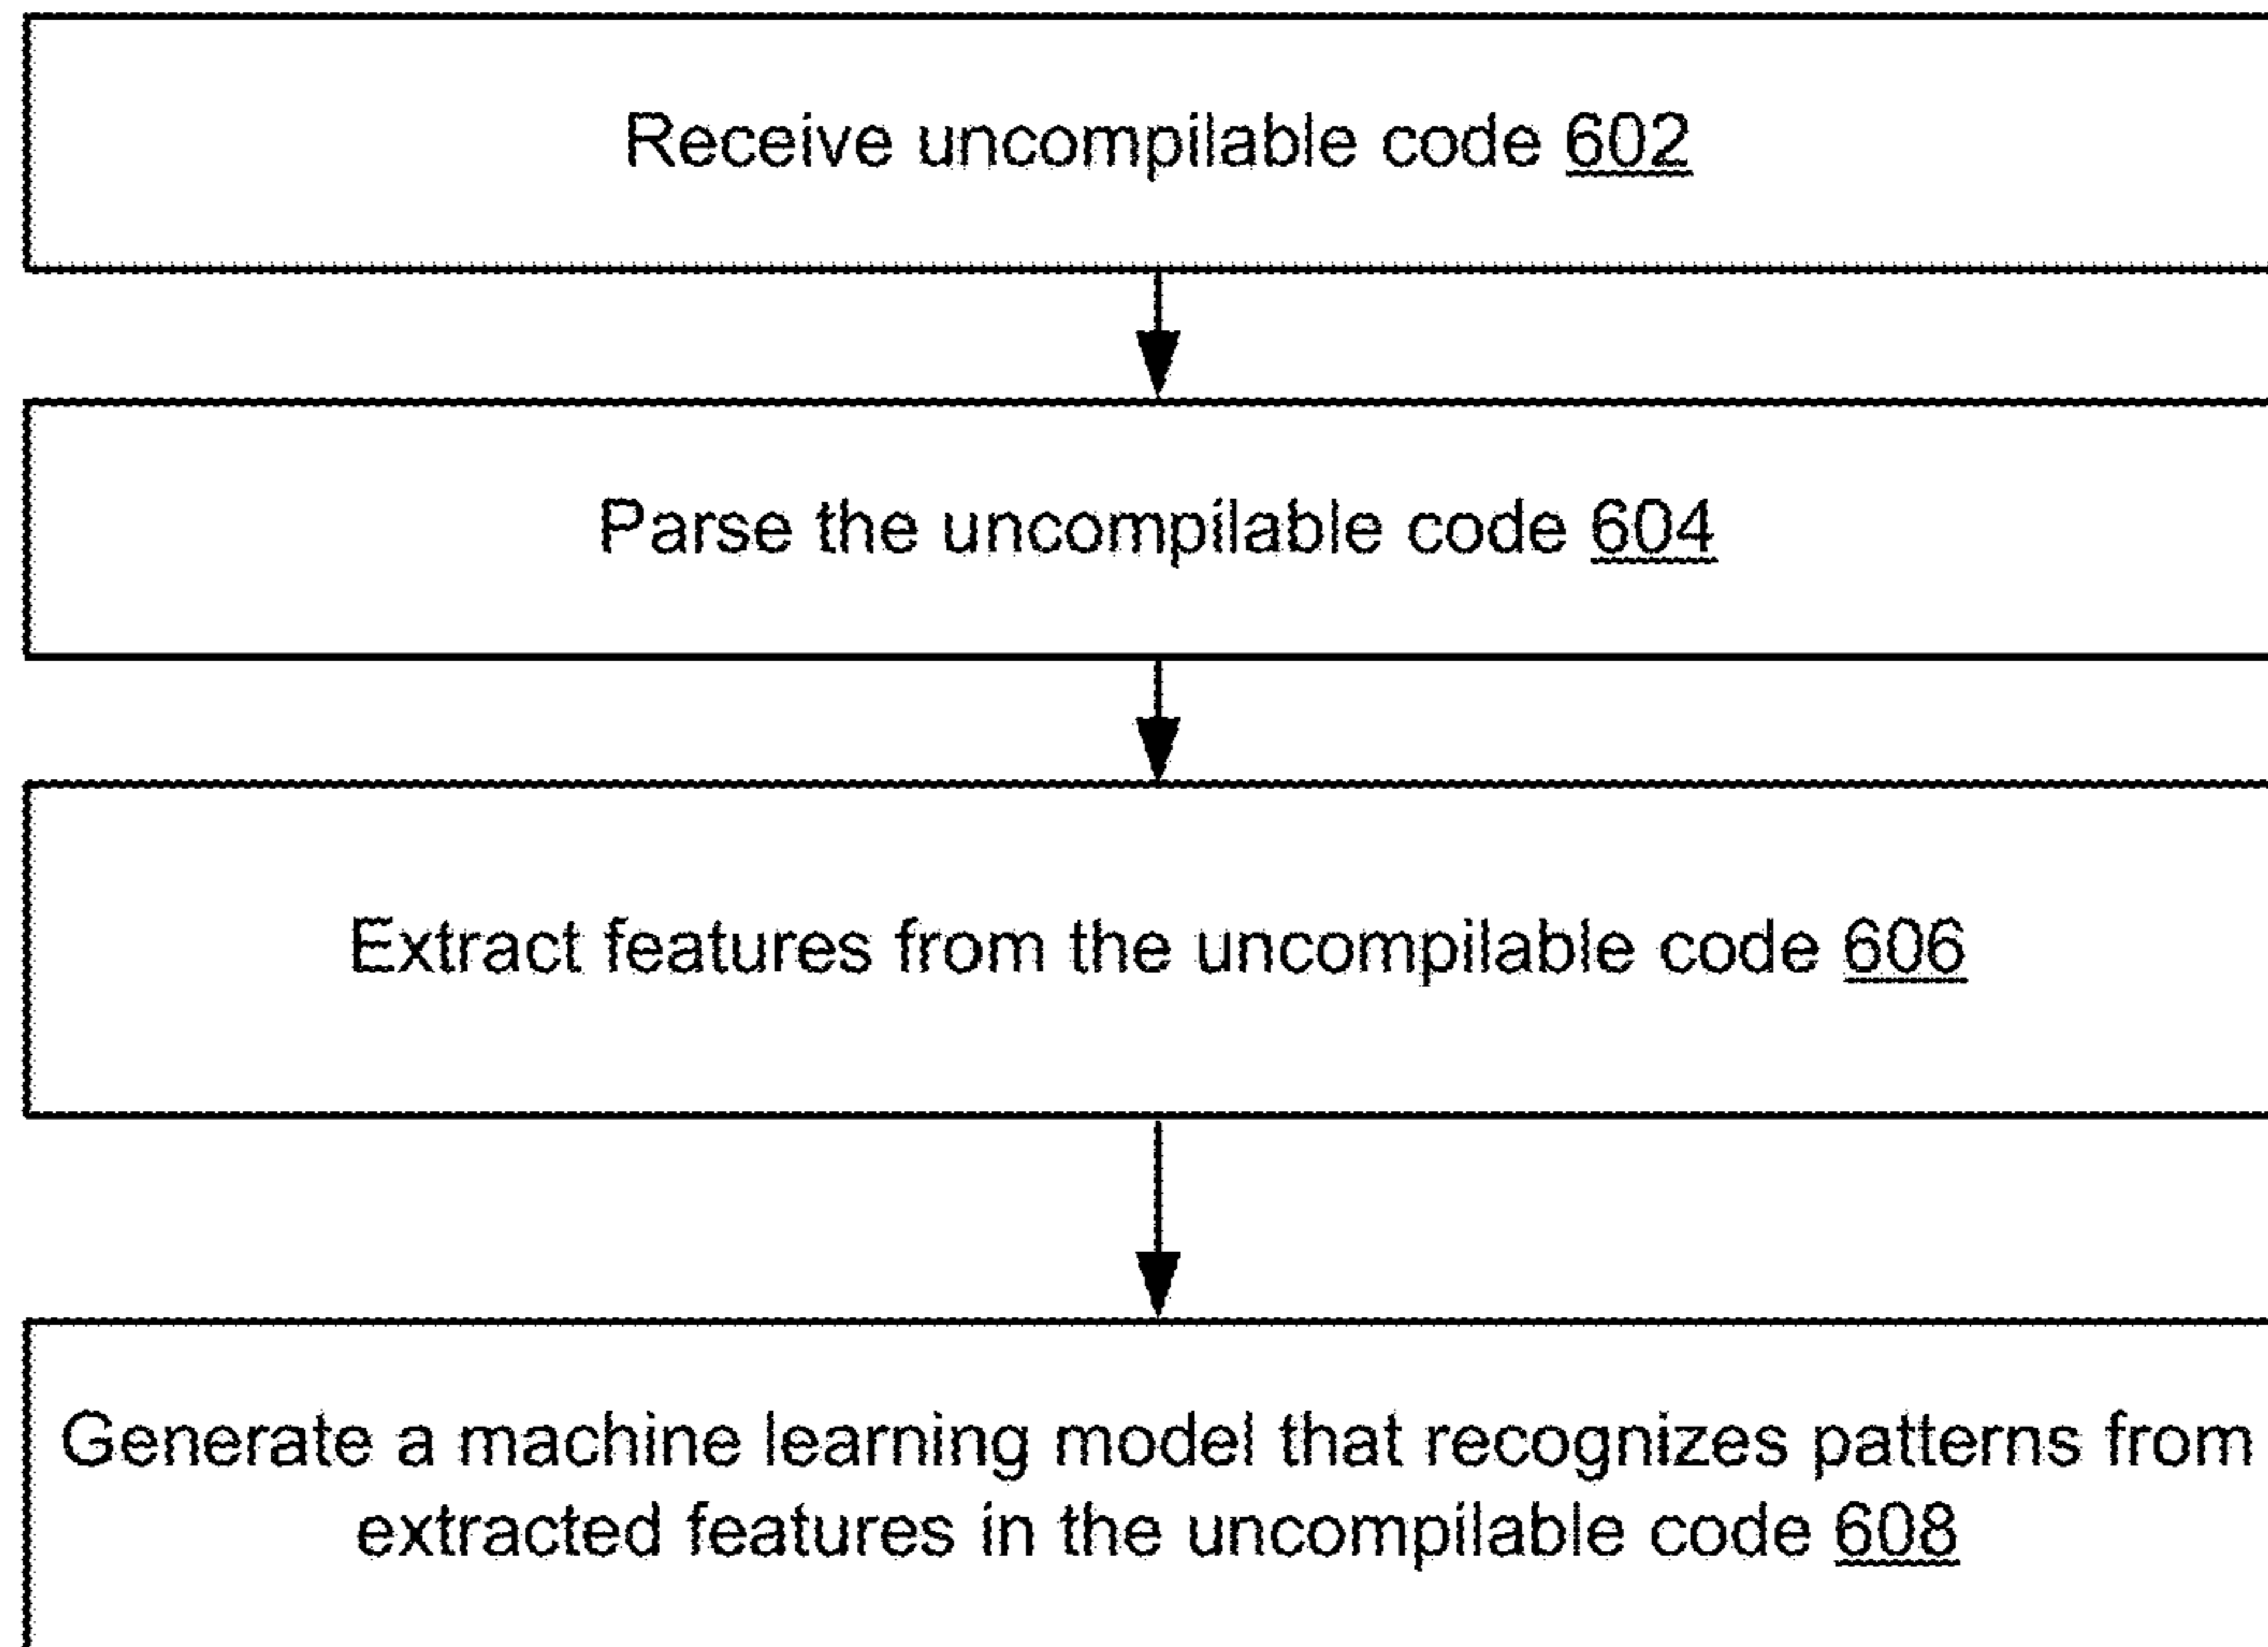 Receive uncompilable code 602
Parse the uncompilable code 604
Extract features from the uncompilable code 606
Generate a machine learning model that recognizes patterns from
extracted features in the uncompilable code 608